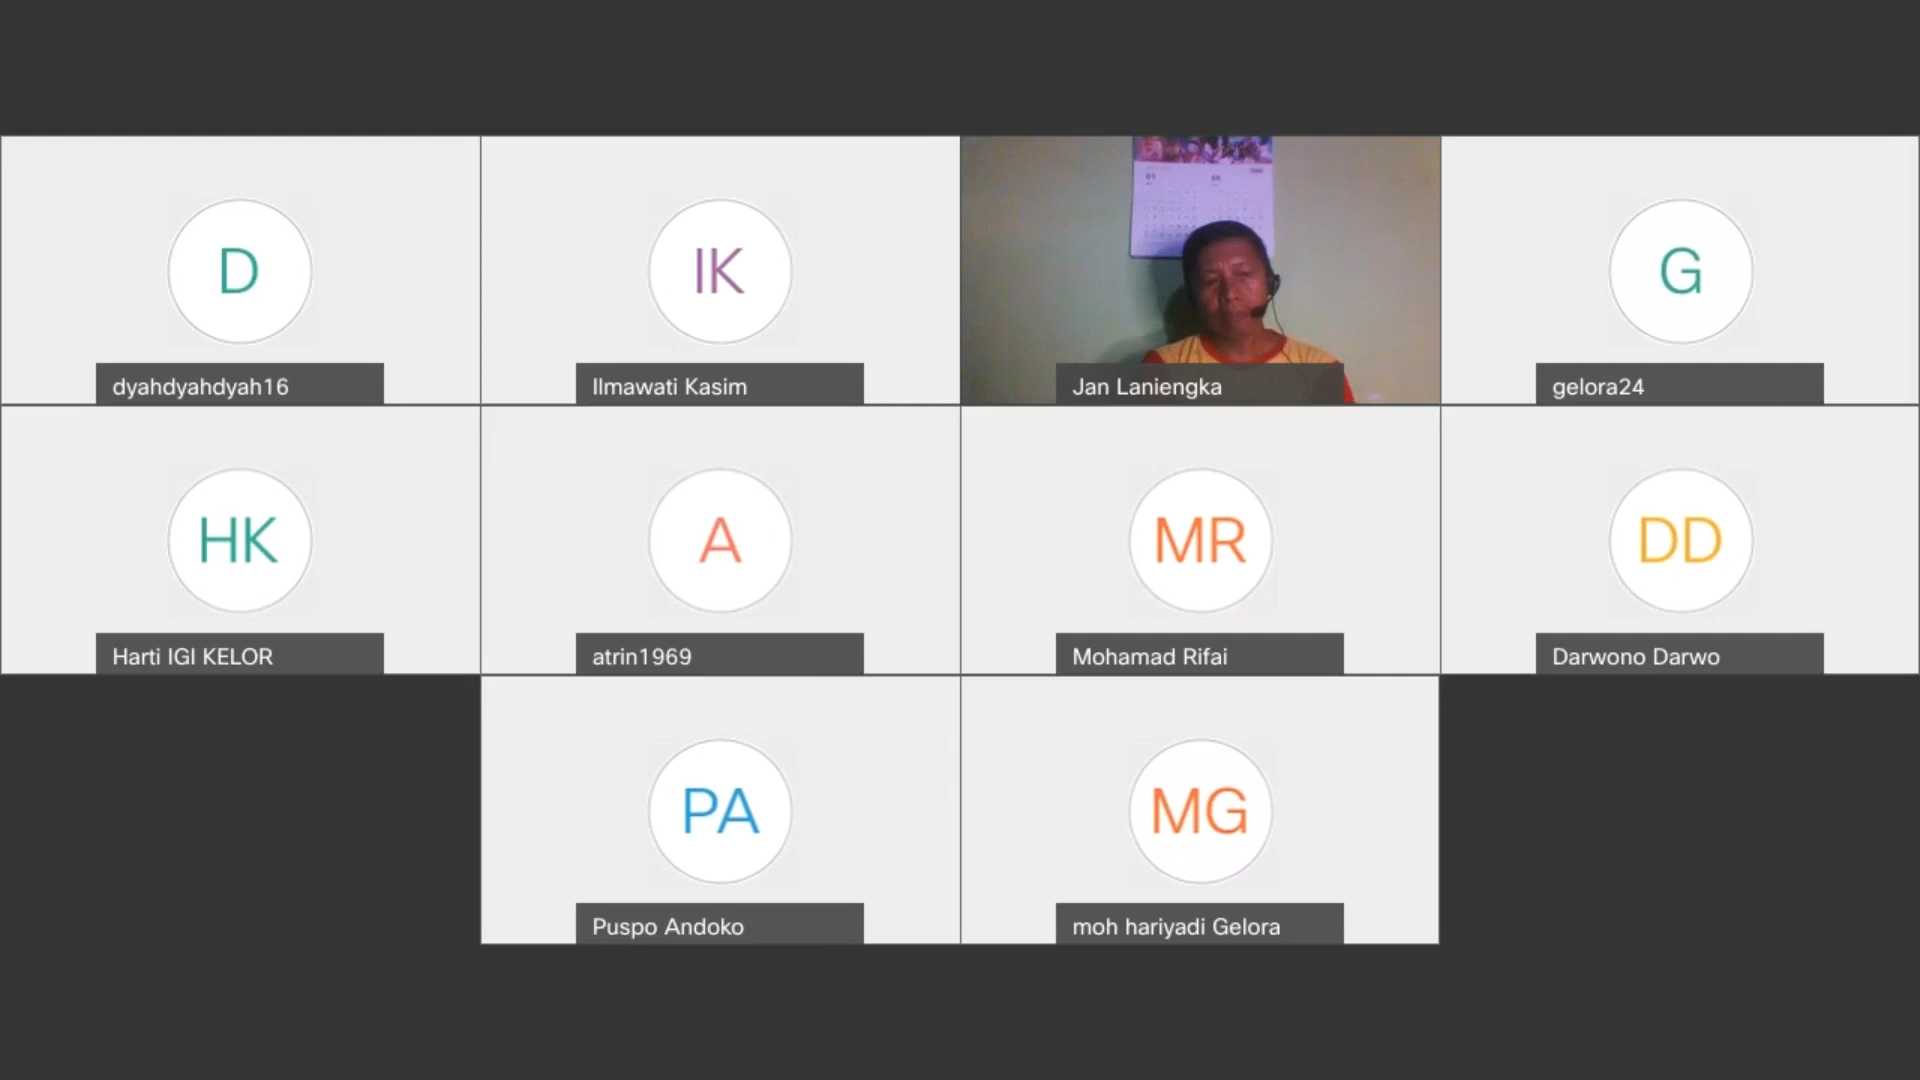 D
dyahdyahdyah16
IK
Ilmawati Kasim
Jan Laniengka
G
gelora24
HK
Harti IGI KELOR
A
atrin1969
MR
Mohamad Rifai
DD
Darwono Darwo
PA
Puspo Andoko
MG
moh hariyadi Gelora